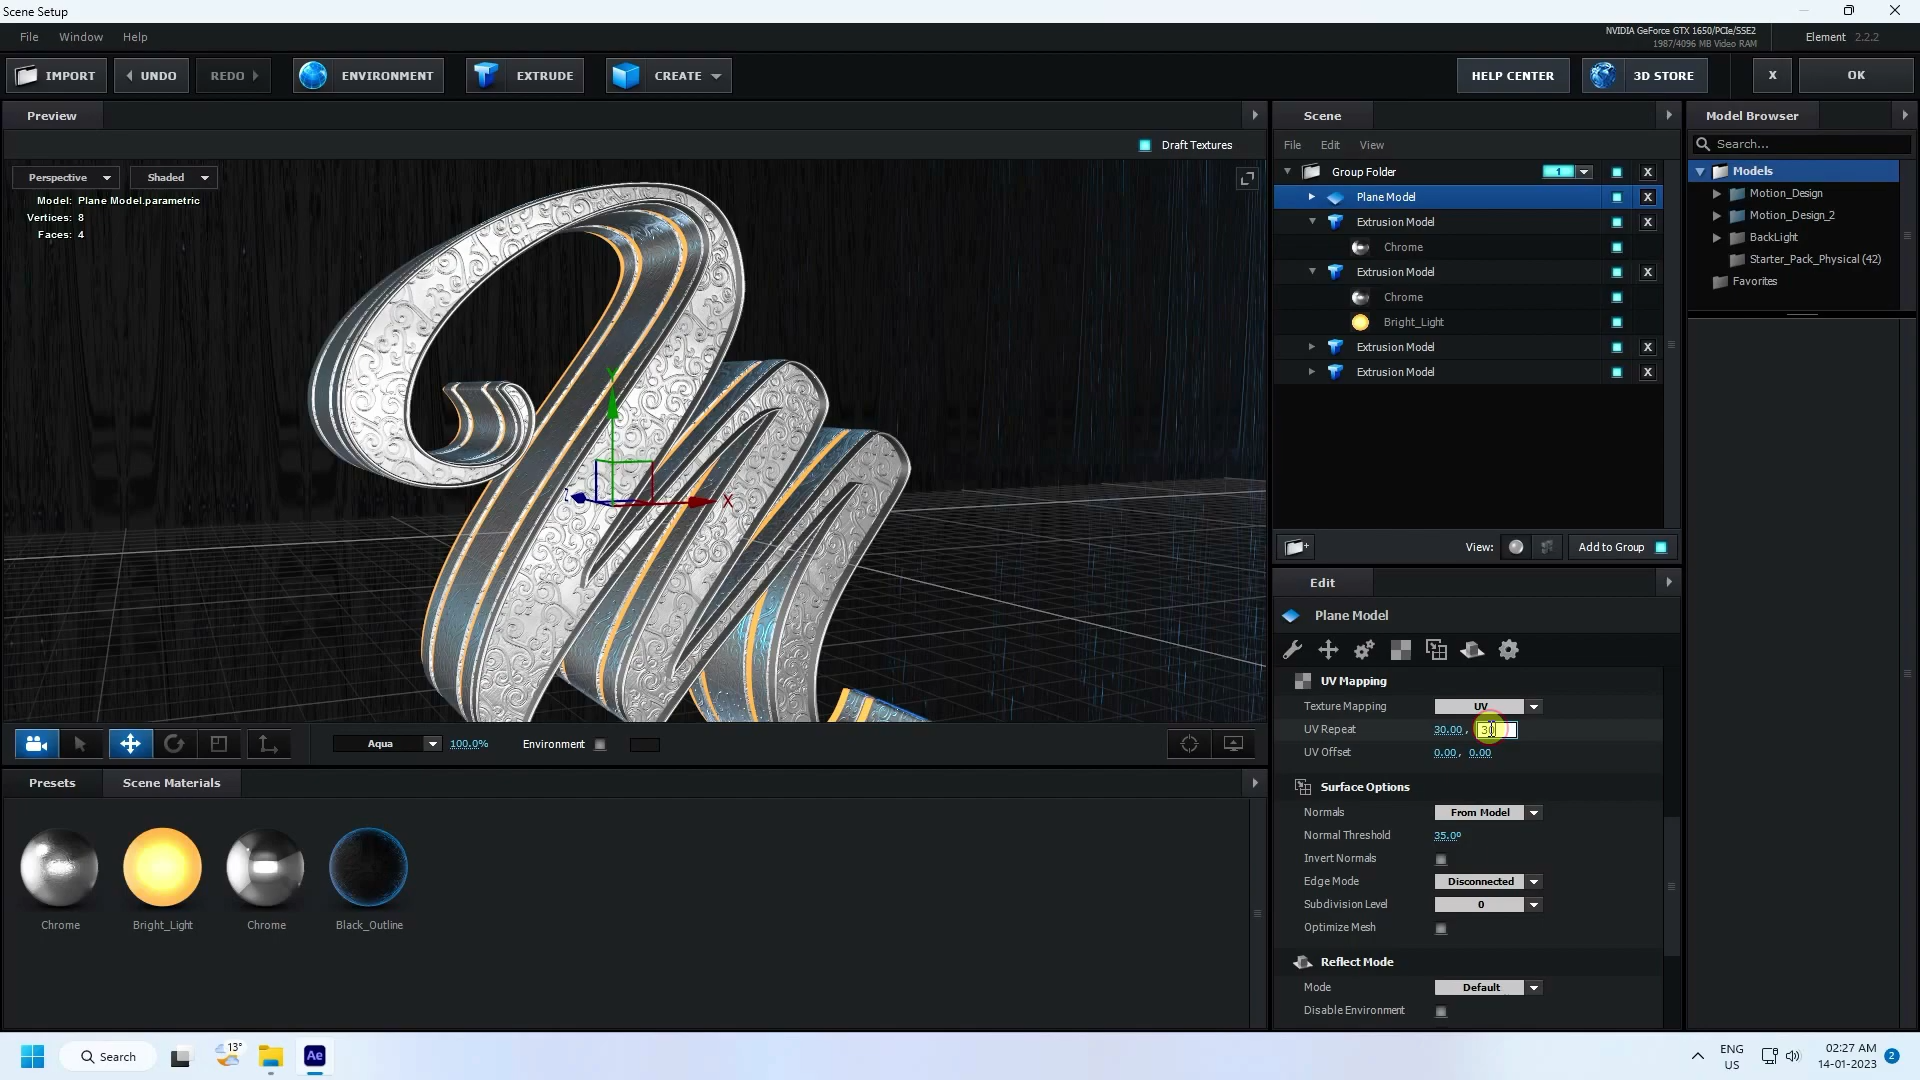 Scene Setup
File Window Help
NVIDIA GeForce GTX 1650/PCIe/SSE2
1987/4096 MB Video RAM
Element 2.2.2
IMPORT UNDO REDO ENVIRONMENT EXTRUDE CREATE HELP CENTER 3D STORE X OK
Preview
Draft Textures
Perspective Shaded
Model: Plane Model.parametric
Vertices: 8
Faces: 4
Y
X
Z
Aqua 100.0% Environment
Presets Scene Materials
Chrome Bright_Light Chrome Black_Outline
Scene
File Edit View
Group Folder 1 X
Plane Model X
Extrusion Model X
Chrome
Extrusion Model X
Chrome
Bright_Light
Extrusion Model X
Extrusion Model X
View: Add to Group
Edit
Plane Model
UV Mapping
Texture Mapping UV
UV Repeat 30.00, 30
UV Offset 0.00, 0.00
Surface Options
Normals From Model
Normal Threshold 35.0º
Invert Normals
Edge Mode Disconnected
Subdivision Level 0
Optimize Mesh
Reflect Mode
Mode Default
Disable Environment
Model Browser
Search...
Models
Motion_Design
Motion_Design_2
BackLight
Starter_Pack_Physical (42)
Favorites
Search 13° Ae
ENG
US
02:27 AM
14-01-2023
2